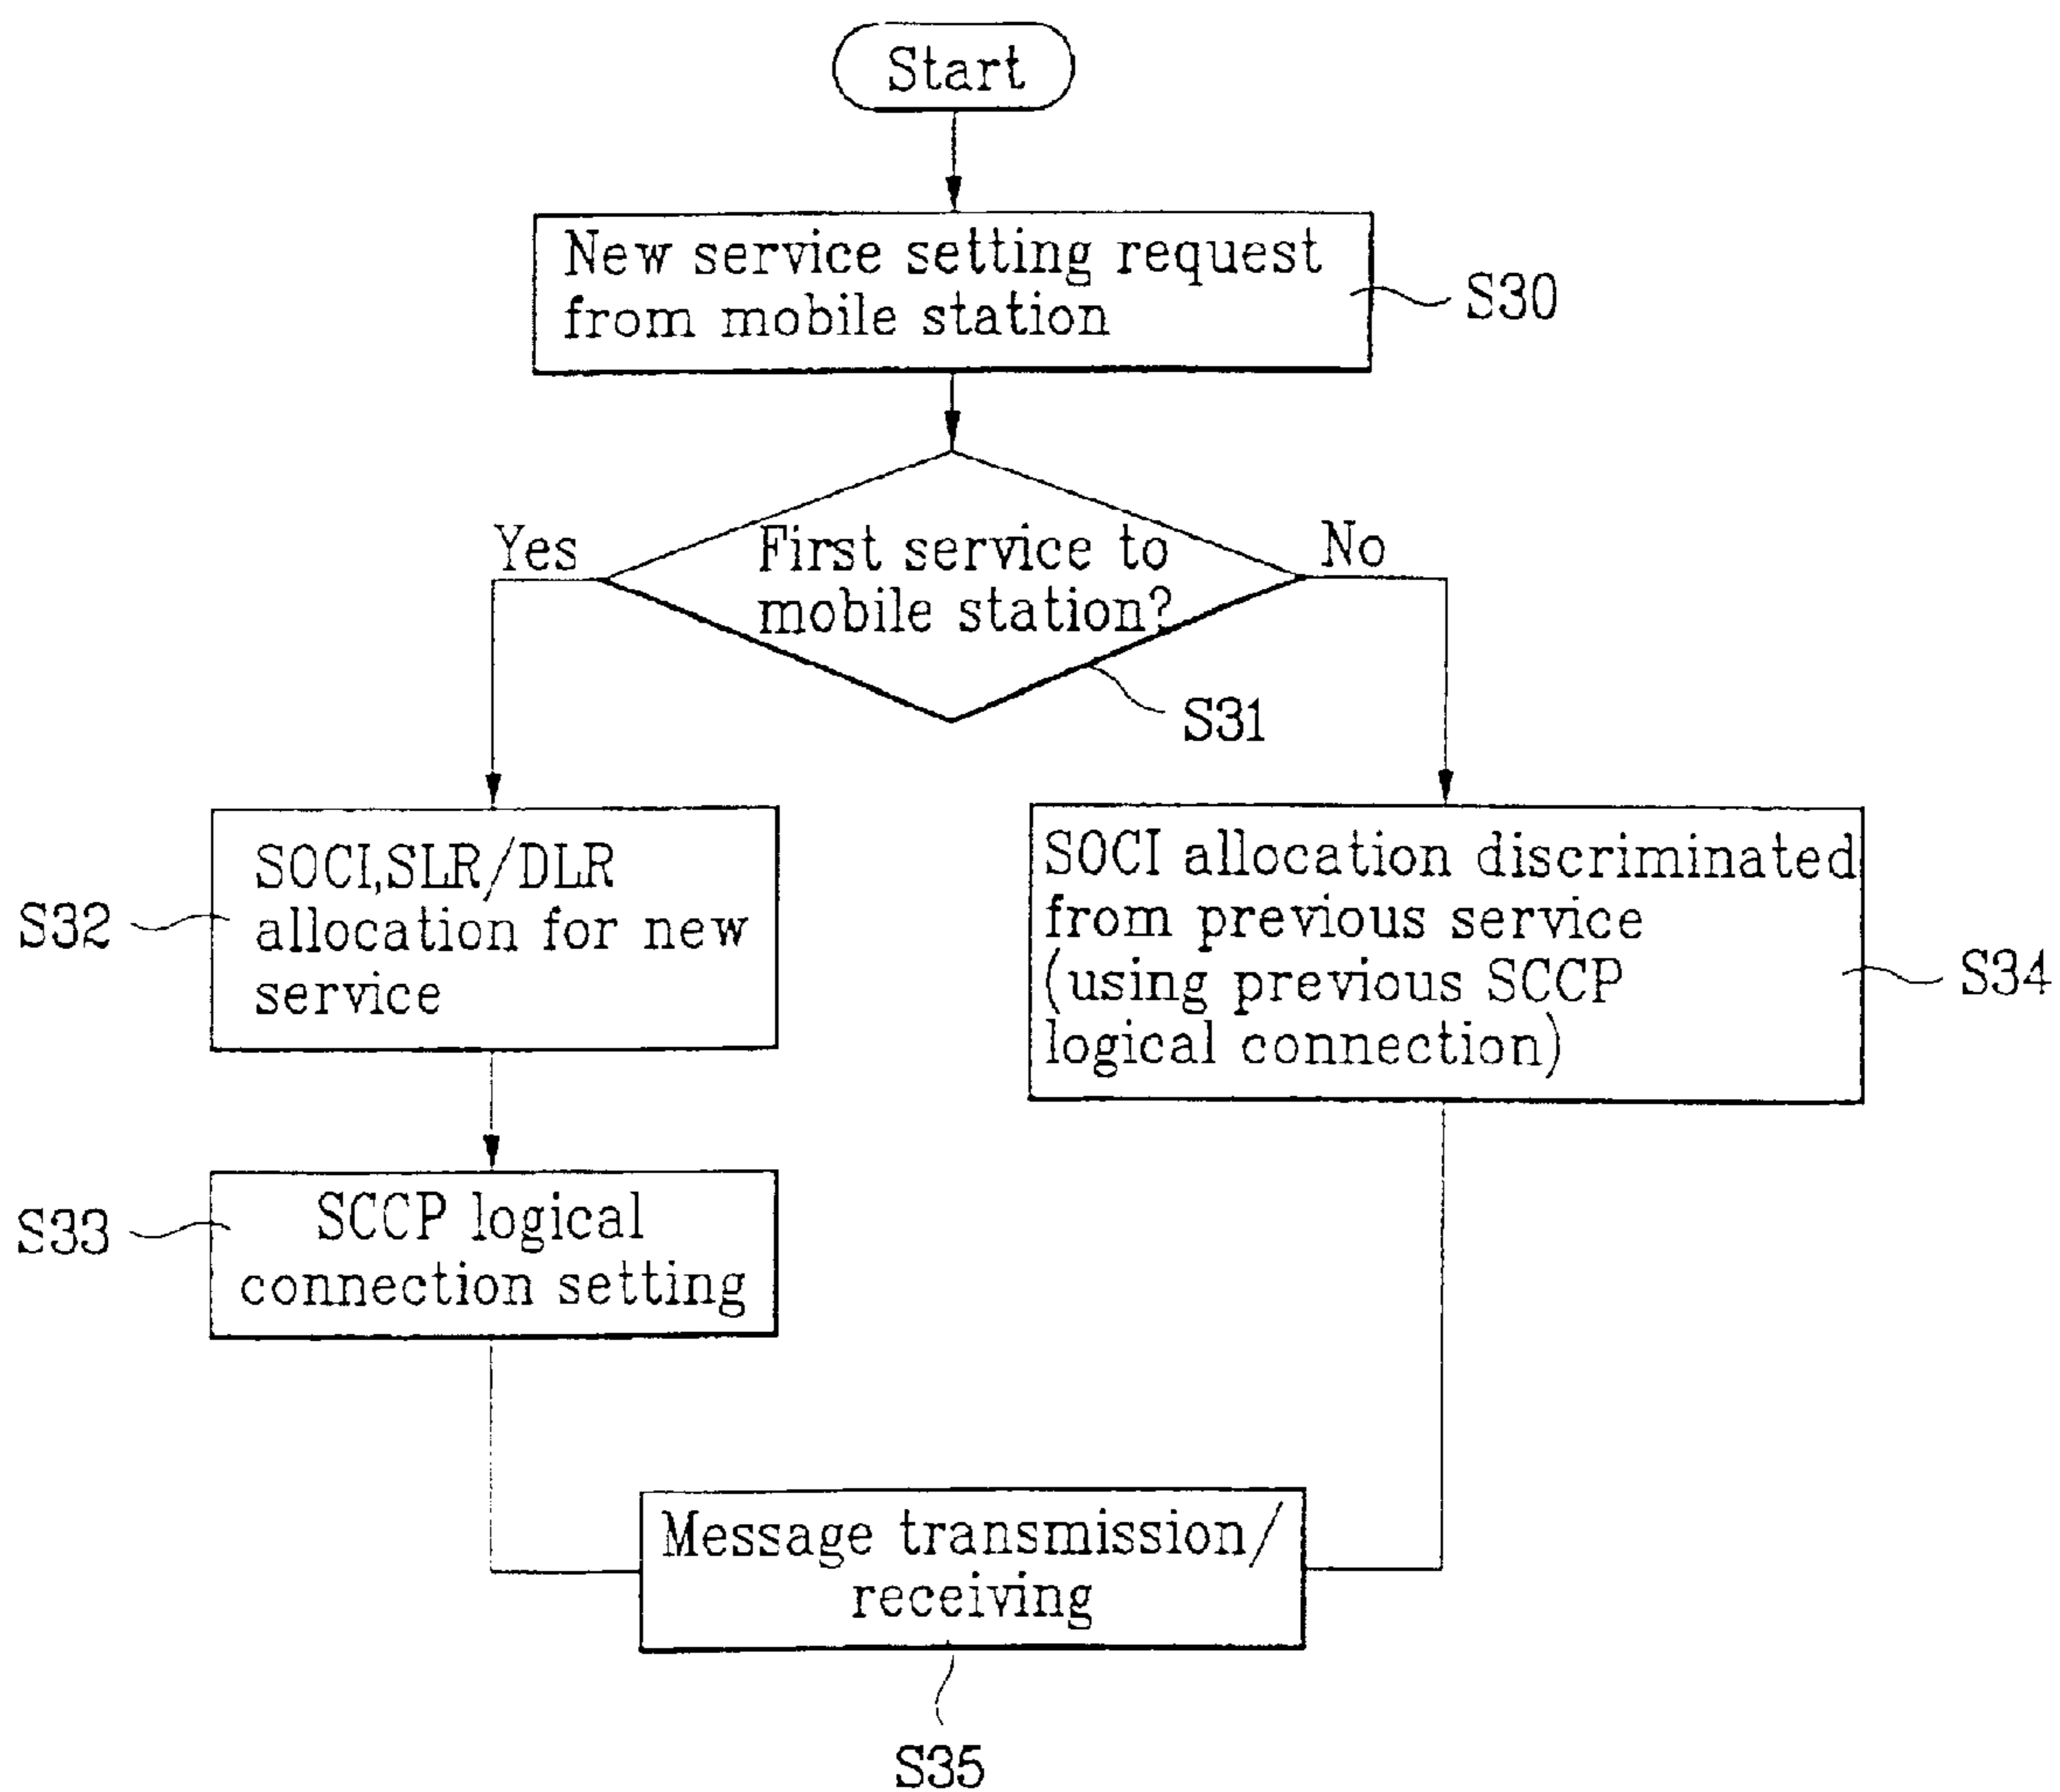 Start
New service setting request
from mobile station
S30
Yes
First service to
mobile station?
No
S31
SOCI,SLR/DLR
allocation for new
service
S32
SOCI allocation discriminated
from previous service
(using previous SCCP
logical connection)
S34
SCCP logical
connection setting
S33
Message transmission/
receiving
S35